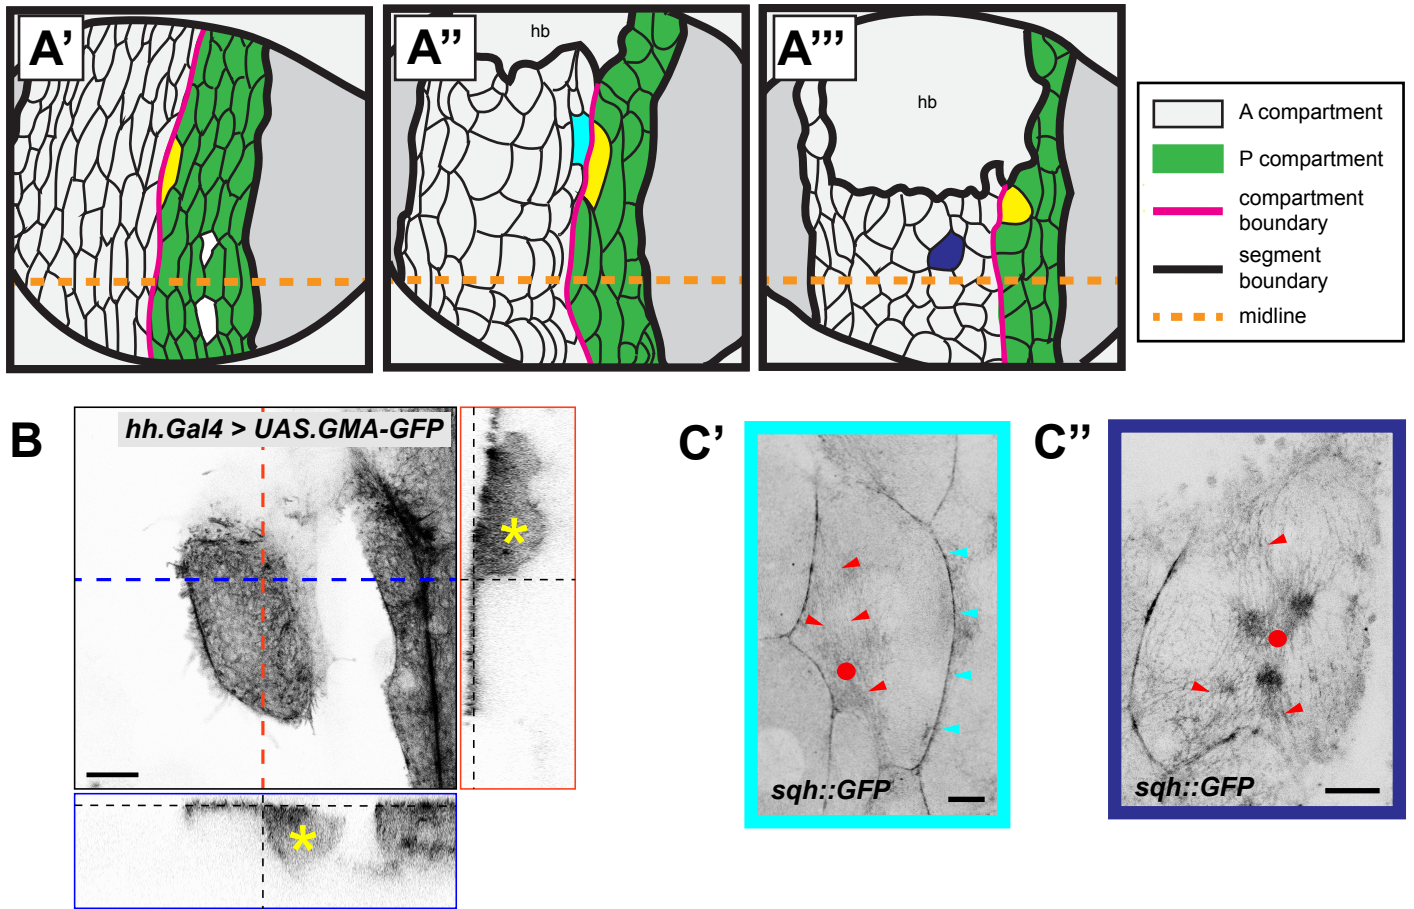 A’
A’’
hb
A’’’
hb
A compartment
P compartment
compartment
boundary
segment
boundary
midline
B
hh.Gal4 > UAS.GMA-GFP
*
*
C’
sqh::GFP
C’’
sqh::GFP